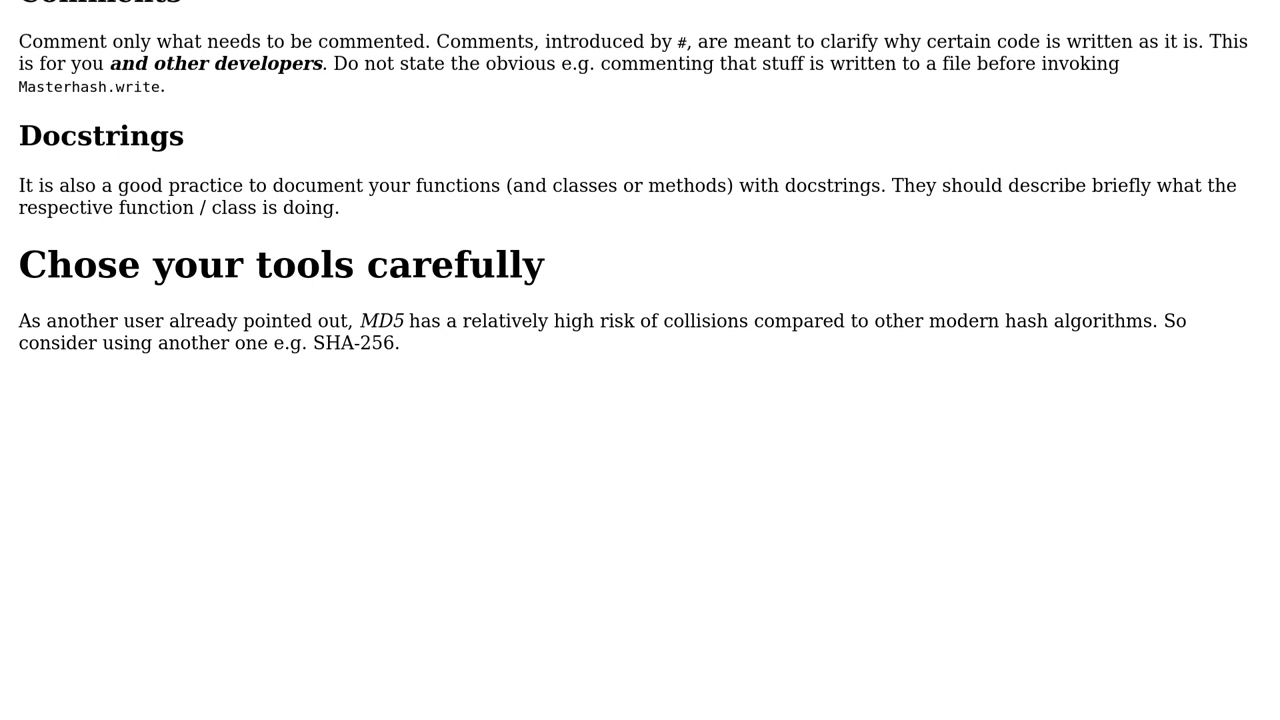 Comment only what needs to be commented. Comments, introduced by #, are meant to clarify why certain code is written as it is. This
is for you and other developers. Do not state the obvious e.g. commenting that stuff is written to a file before invoking
Masterhash.write.
Docstrings
It is also a good practice to document your functions (and classes or methods) with docstrings. They should describe briefly what the
respective function / class is doing.
Chose your tools carefully
As another user already pointed out, MD5 has a relatively high risk of collisions compared to other modern hash algorithms. So
consider using another one e.g. SHA-256.